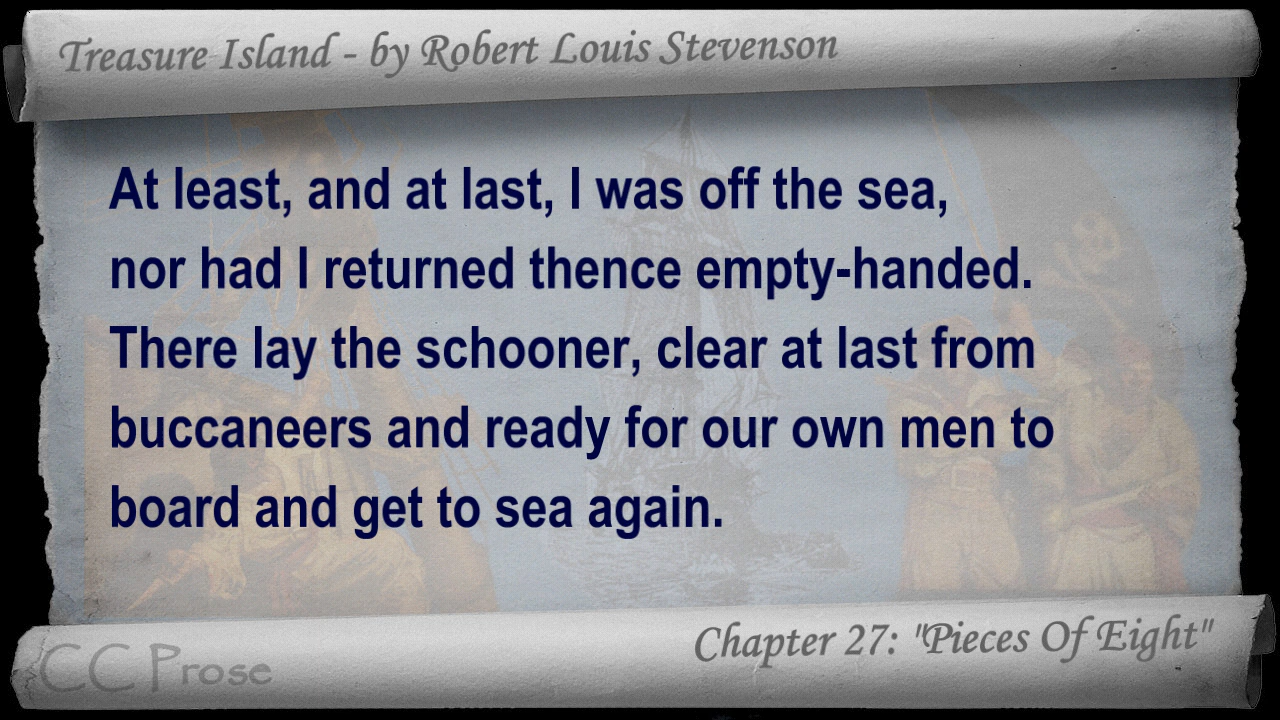 Treasure Island - by Robert Louis Stevenson
At least, and at last, I was off the sea,
nor had I returned thence empty-handed.
There lay the schooner, clear at last from
buccaneers and ready for our own men to
board and get to sea again.
Chapter 27: "Pieces Of Eight"
CC Prose